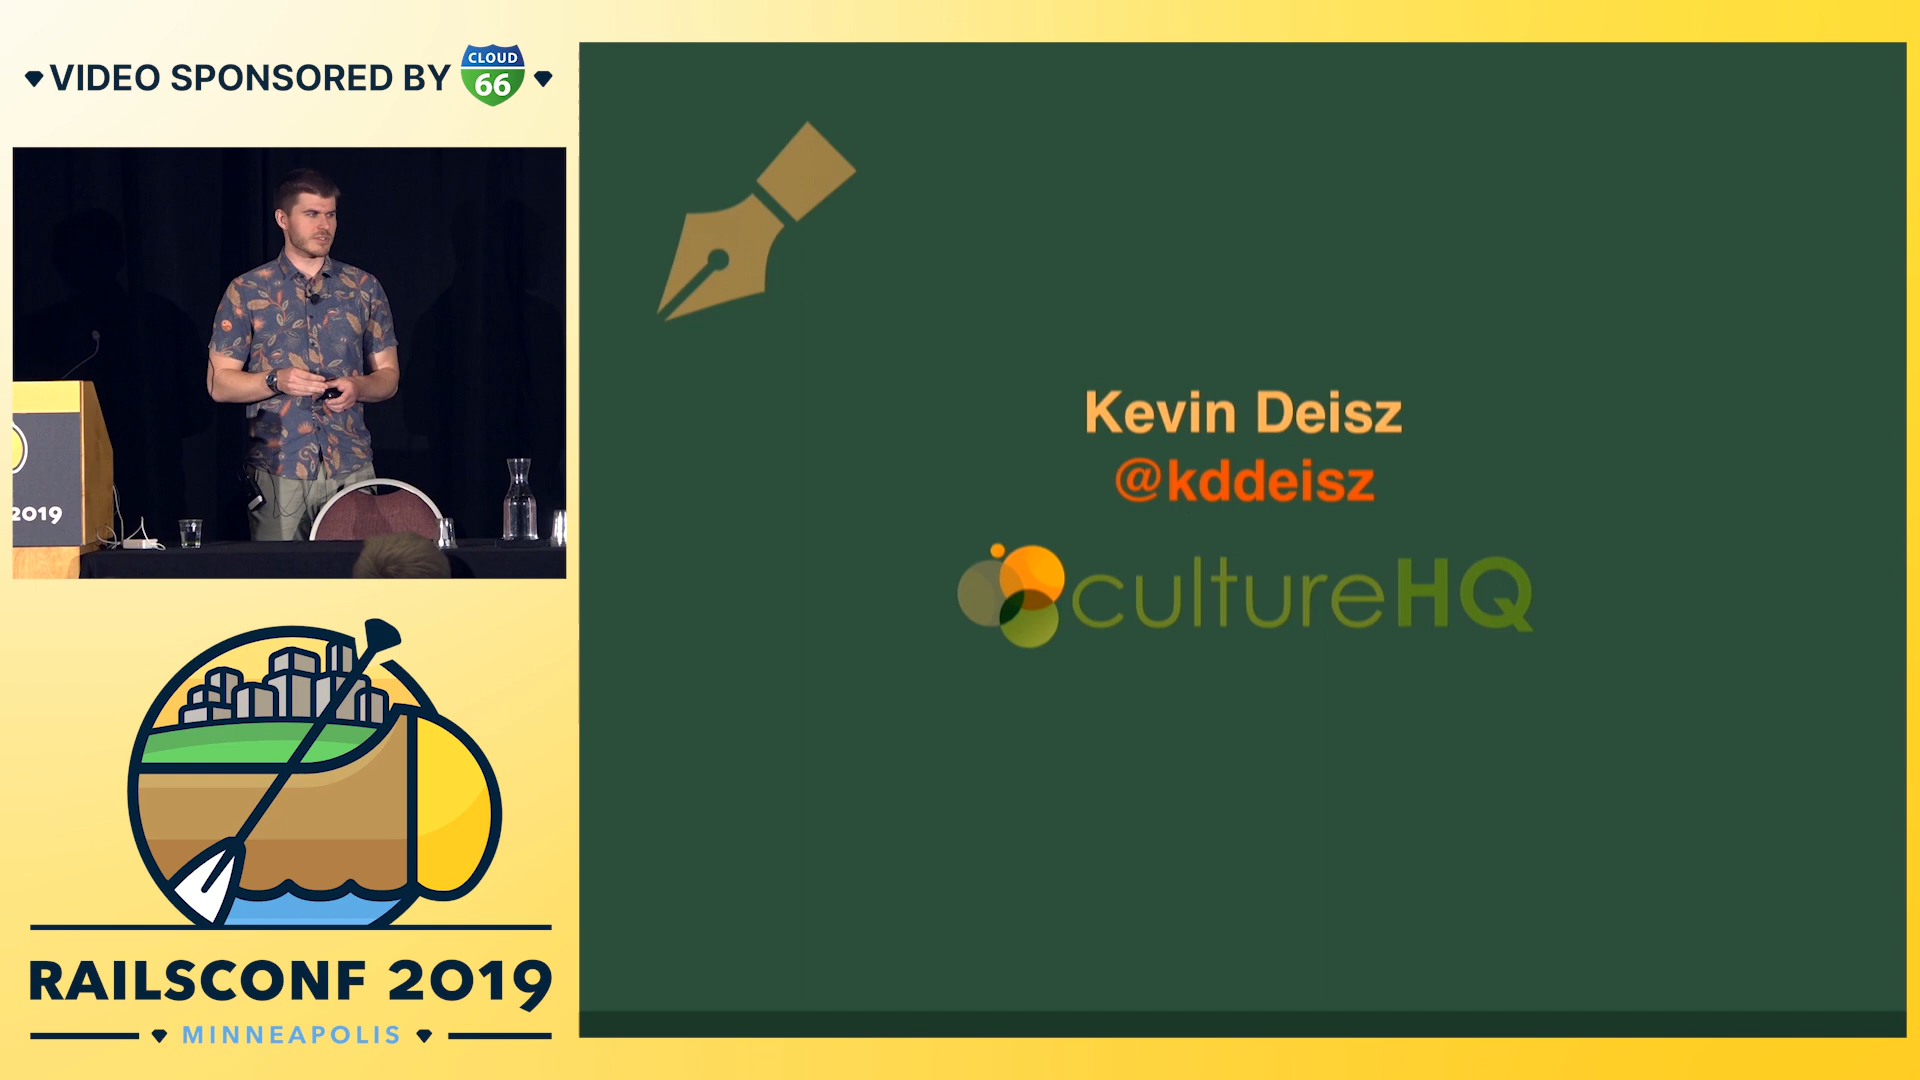 VIDEO SPONSORED BY
CLOUD
66
2019
RAILSCONF 2019
MINNEAPOLIS
Kevin Deisz
@kddeisz
cultureHQ